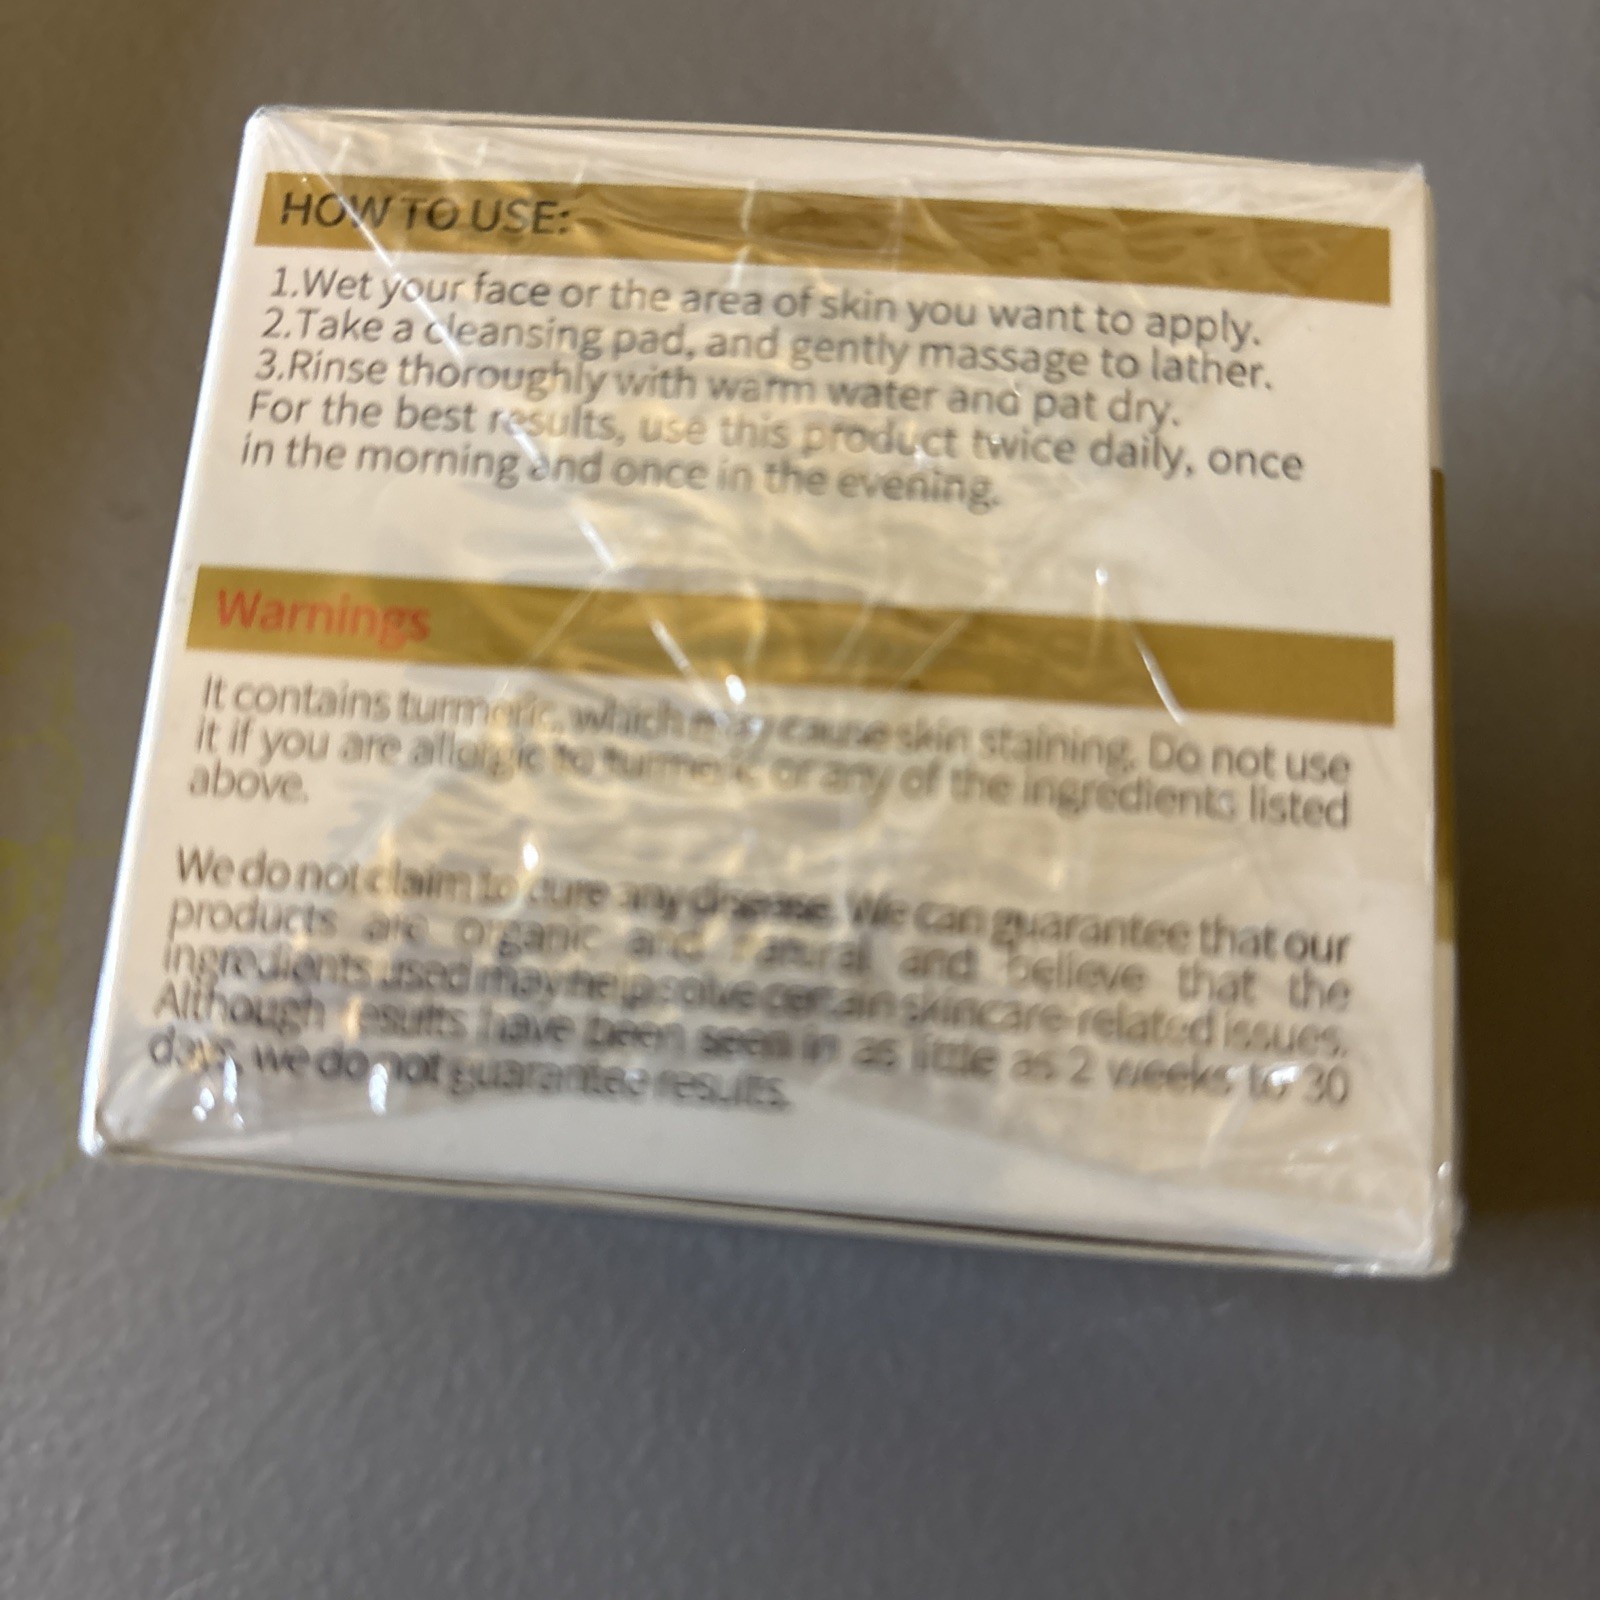 HOW TO USE:
1.Wet your face or the area of skin you want to apply.
2.Take a cleansing pad, and gently massage to lather.
3.Rinse thoroughly with warm water and pat dry.
For the best results, use this product twice daily, once
in the morning and once in the evening.
Warnings
It contains turmeric, which may cause skin staining. Do not use
it if you are allergic to turmeric or any of the ingredients listed
above.
We do not claim to cure any disease. We can guarantee that our
products are organic and natural and believe that the
ingredients used may help solve certain skincare-related issues.
Although results have been seen in as little as 2 weeks to 30
days, we do not guarantee results.